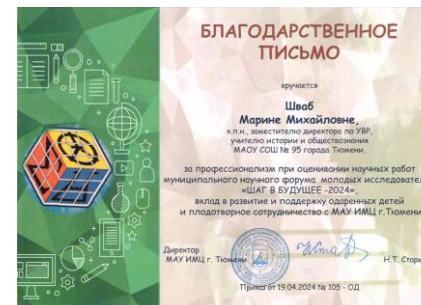 БЛАГОДАРСТВЕННОЕ
ПИСЬМО
вручается
Шваб
Марине Михайловне,
к.п.н., заместителю директора по УВР,
учителю истории и обществознания
МАОУ СОШ № 95 города Тюмени,
за профессионализм при оценивании научных работ
муниципального научного форума молодых исследовател
«ШАГ В БУДУЩЕЕ -2024»,
вклад в развитие и поддержку одаренных детей
и плодотворное сотрудничество с МАУ ИМЦ г.Тюмени
Директор
МАУ ИМЦ г. Тюмени
Н.Т. Стори
Приказ от 19.04.2024 № 105 - ОД